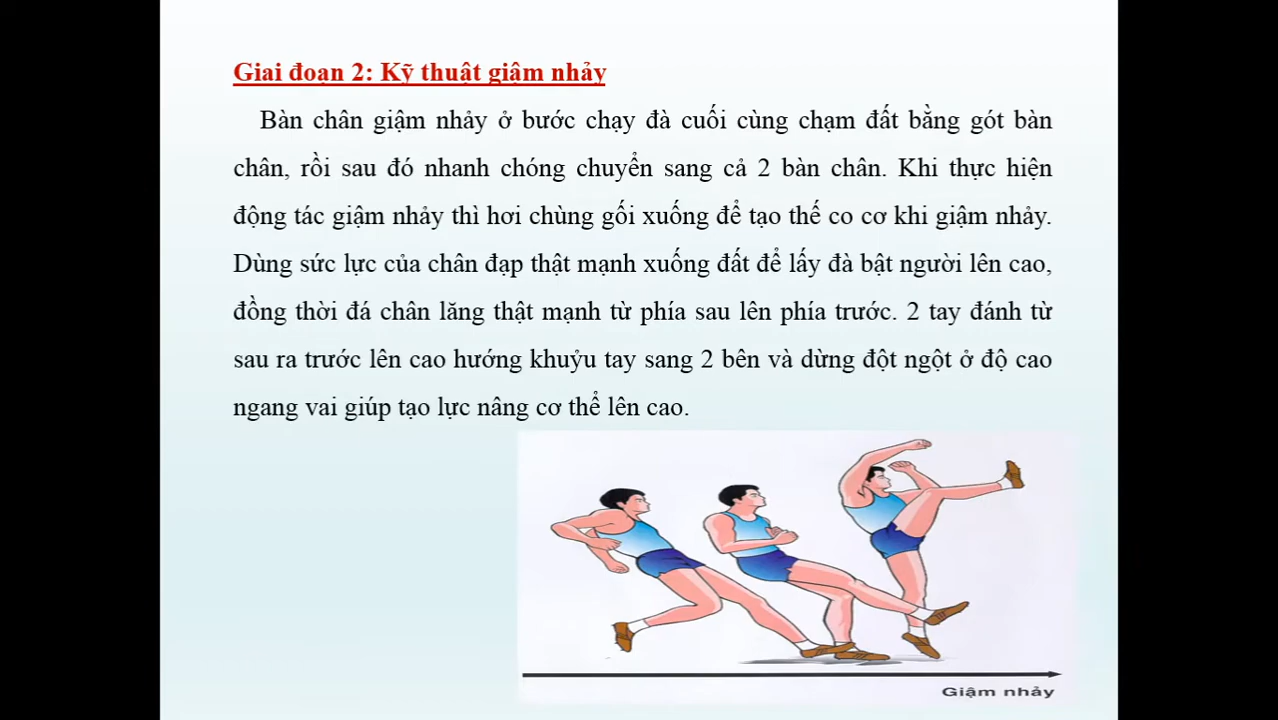 Giai đoạn 2: Kỹ thuật giậm nhảy
Bàn chân giậm nhảy ở bước chạy đà cuối cùng chạm đất bằng gót bàn
chân, rồi sau đó nhanh chóng chuyển sang cả 2 bàn chân. Khi thực hiện
động tác giậm nhảy thì hơi chùng gối xuống để tạo thế co cơ khi giậm nhảy.
Dùng sức lực của chân đạp thật mạnh xuống đất để lấy đà bật người lên cao,
đồng thời đá chân lăng thật mạnh từ phía sau lên phía trước. 2 tay đánh từ
sau ra trước lên cao hướng khuỷu tay sang 2 bên và dừng đột ngột ở độ cao
ngang vai giúp tạo lực nâng cơ thể lên cao.
Giậm nhảy